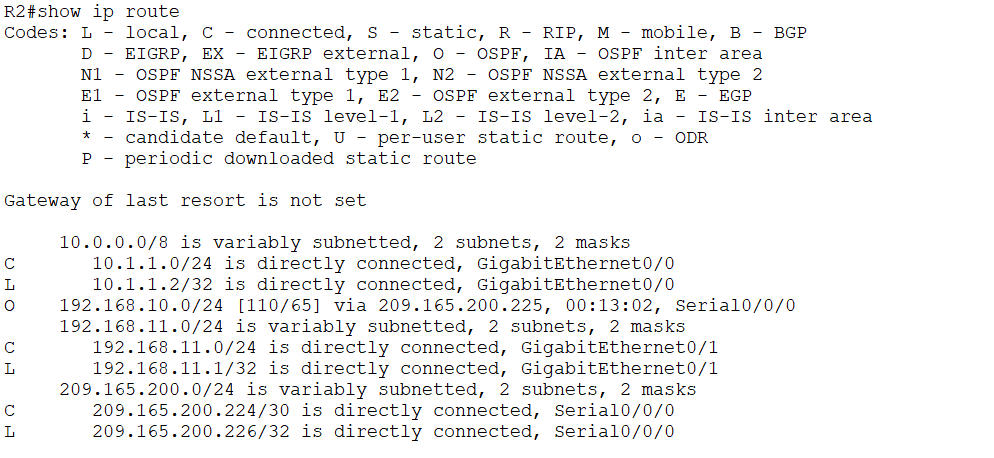 R2#show ip route
Codes: L - local, C - connected, S - static, R - RIP, M - mobile, B - BGP
       D - EIGRP, EX - EIGRP external, O - OSPF, IA - OSPF inter area
       N1 - OSPF NSSA external type 1, N2 - OSPF NSSA external type 2
       E1 - OSPF external type 1, E2 - OSPF external type 2, E - EGP
       i - IS-IS, L1 - IS-IS level-1, L2 - IS-IS level-2, ia - IS-IS inter area
       * - candidate default, U - per-user static route, o - ODR
       P - periodic downloaded static route

Gateway of last resort is not set

     10.0.0.0/8 is variably subnetted, 2 subnets, 2 masks
C       10.1.1.0/24 is directly connected, GigabitEthernet0/0
L       10.1.1.2/32 is directly connected, GigabitEthernet0/0
O    192.168.10.0/24 [110/65] via 209.165.200.225, 00:13:02, Serial0/0/0
     192.168.11.0/24 is variably subnetted, 2 subnets, 2 masks
C       192.168.11.0/24 is directly connected, GigabitEthernet0/1
L       192.168.11.1/32 is directly connected, GigabitEthernet0/1
     209.165.200.0/24 is variably subnetted, 2 subnets, 2 masks
C       209.165.200.224/30 is directly connected, Serial0/0/0
L       209.165.200.226/32 is directly connected, Serial0/0/0